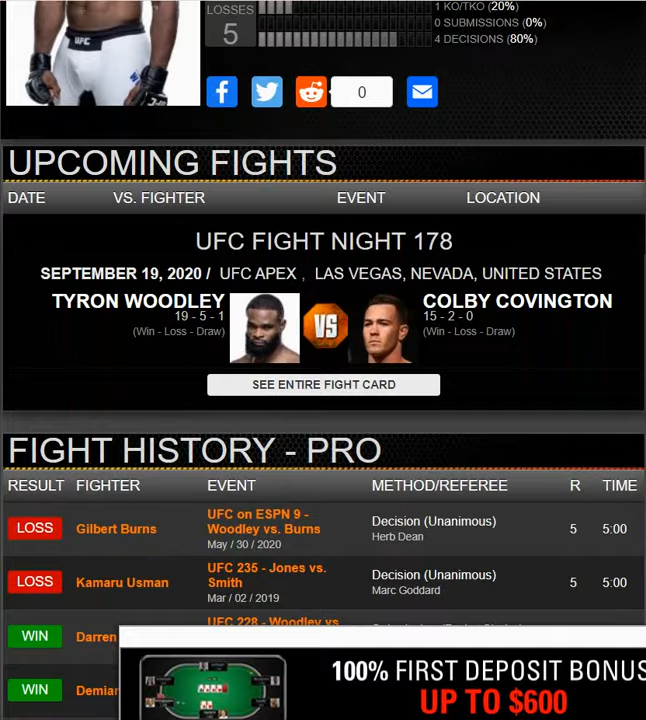 1 KO/TKO (20%)
LOSSES
5
0 SUBMISSIONS (0%)
4 DECISIONS (80%)
UFC
0
UPCOMING FIGHTS
DATE VS. FIGHTER EVENT LOCATION
UFC FIGHT NIGHT 178
SEPTEMBER 19, 2020 / UFC APEX , LAS VEGAS, NEVADA, UNITED STATES
TYRON WOODLEY VS COLBY COVINGTON
19 - 5 - 1 15 - 2 - 0
(Win - Loss - Draw) (Win - Loss - Draw)
SEE ENTIRE FIGHT CARD
FIGHT HISTORY - PRO
RESULT FIGHTER EVENT METHOD/REFEREE R TIME
LOSS Gilbert Burns UFC on ESPN 9 - Decision (Unanimous) 5 5:00
Woodley vs. Burns Herb Dean
May / 30 / 2020
LOSS Kamaru Usman UFC 235 - Jones vs. Decision (Unanimous) 5 5:00
Smith Marc Goddard
Mar / 02 / 2019
UFC 228 - Woodley vs
WIN Darren
WIN Demian
100% FIRST DEPOSIT BONUS
UP TO $600